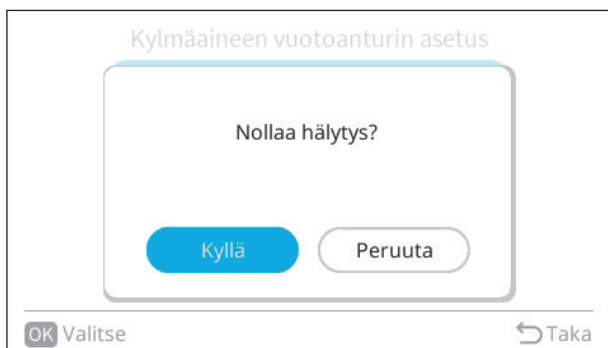 Kylmäaineen vuotoanturin asetus
Nollaa hälytys?
Kyllä
Peruuta
OK Valitse
Taka